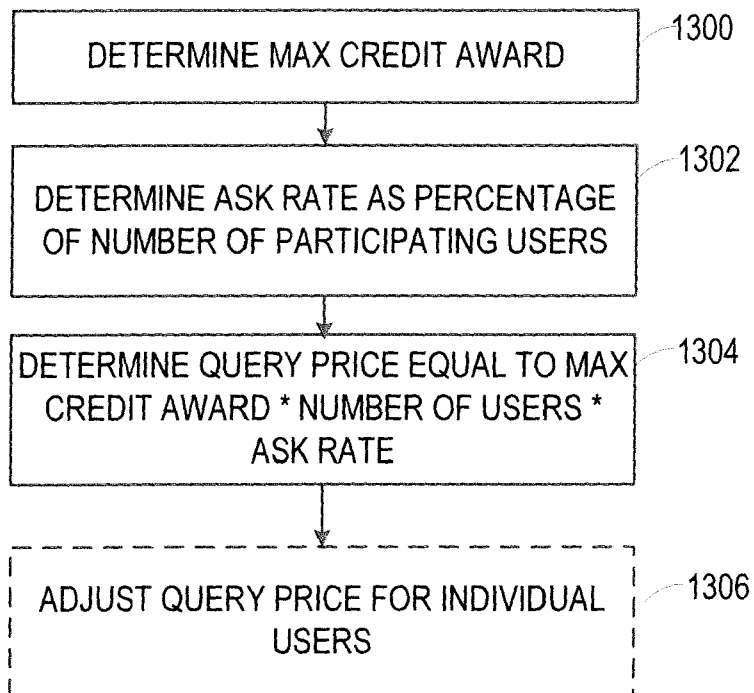 DETERMINE MAX CREDIT AWARD
1300
DETERMINE ASK RATE AS PERCENTAGE
OF NUMBER OF PARTICIPATING USERS
1302
DETERMINE QUERY PRICE EQUAL TO MAX
CREDIT AWARD * NUMBER OF USERS *
ASK RATE
1304
ADJUST QUERY PRICE FOR INDIVIDUAL
USERS
1306